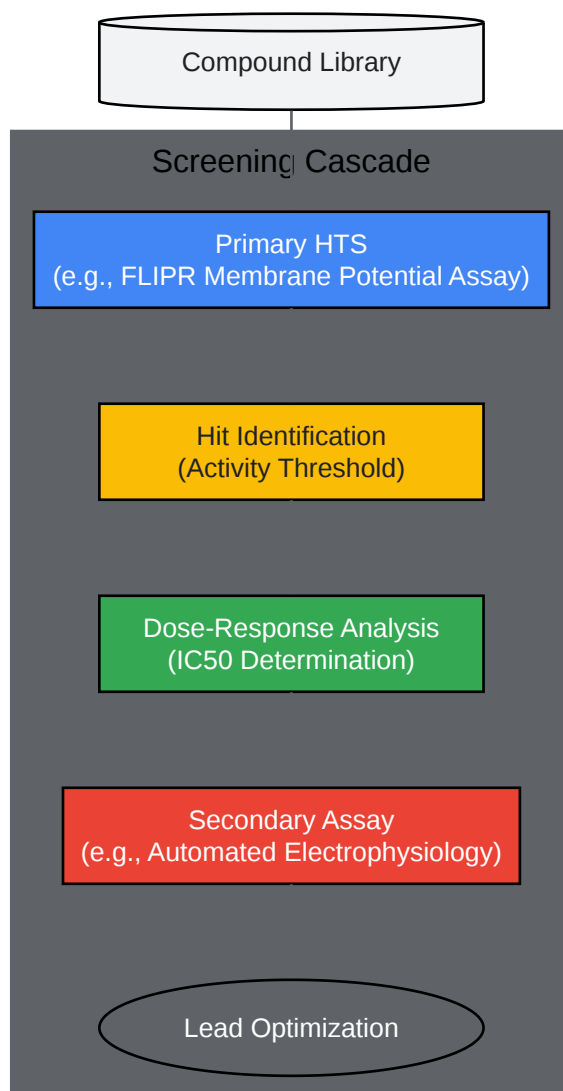 Compound Library
Screening Cascade
Primary HTS
(e.g., FLIPR Membrane Potential Assay)
Hit Identification
(Activity Threshold)
Dose-Response Analysis
(IC50 Determination)
Secondary Assay
(e.g., Automated Electrophysiology)
Lead Optimization